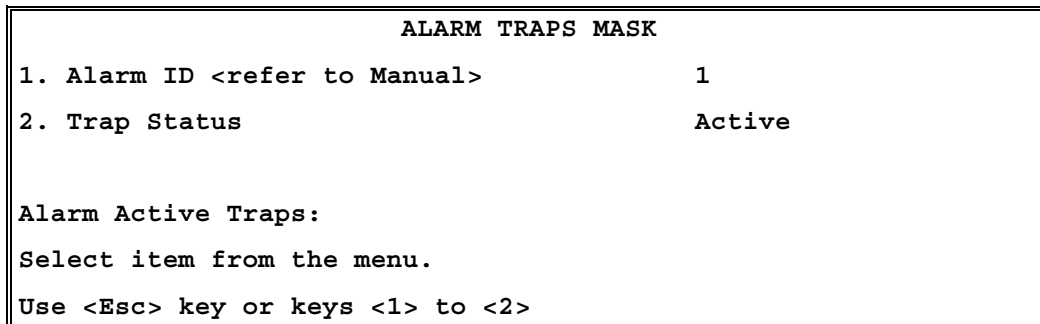 ALARM TRAPS MASK
1. Alarm ID <refer to Manual> 1
2. Trap Status Active
Alarm Active Traps:
Select item from the menu.
Use <Esc> key or keys <1> to <2>